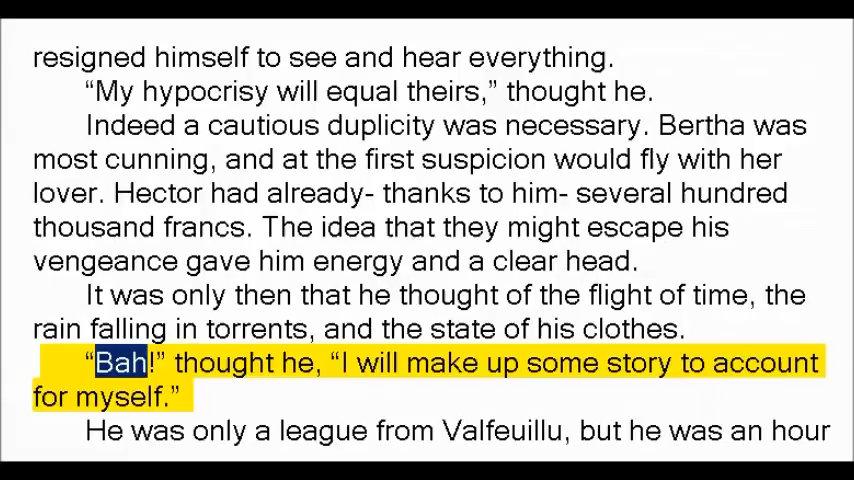 resigned himself to see and hear everything.
“My hypocrisy will equal theirs,” thought he.
Indeed a cautious duplicity was necessary. Bertha was
most cunning, and at the first suspicion would fly with her
lover. Hector had already- thanks to him- several hundred
thousand francs. The idea that they might escape his
vengeance gave him energy and a clear head.
It was only then that he thought of the flight of time, the
rain falling in torrents, and the state of his clothes.
“Bah!” thought he, “I will make up some story to account
for myself.”
He was only a league from Valfeuillu, but he was an hour